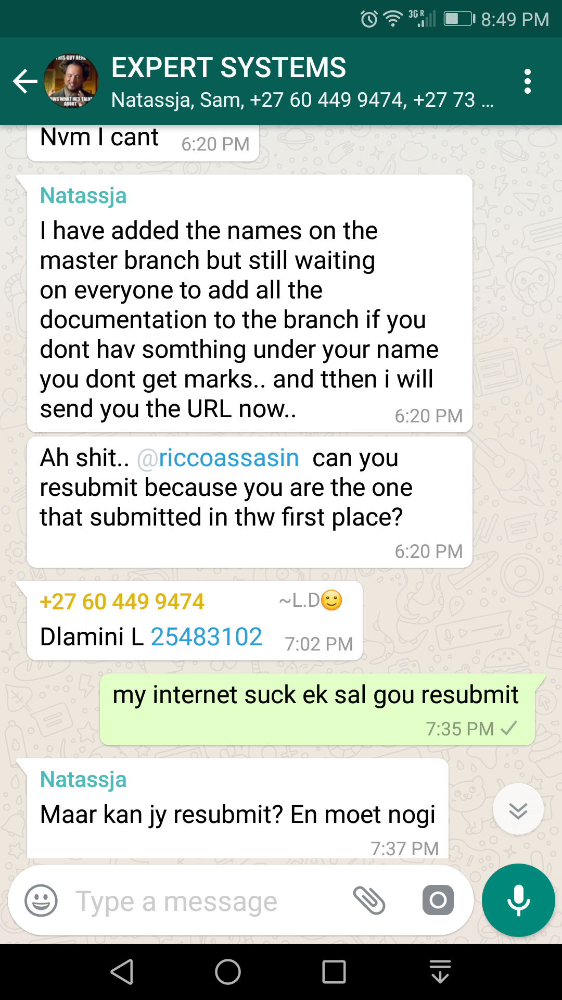 3G R
8:49 PM
THIS GUY HERE
EXPERT SYSTEMS
Natassja, Sam, +27 60 449 9474, +27 73 ...
ABOUT
Nvm I cant
6:20 PM
Natassja
I have added the names on the
master branch but still waiting
on everyone to add all the
documentation to the branch if you
dont hav somthing under your name
you dont get marks.. and tthen i will
send you the URL now..
6:20 PM
Ah shit.. @riccoassasin can you
resubmit because you are the one
that submitted in thw first place?
6:20 PM
+27 60 449 9474 ~L.D🙂
Dlamini L 25483102
7:02 PM
my internet suck ek sal gou resubmit
7:35 PM
Natassja
Maar kan jy resubmit? En moet nogi
7:37 PM
Type a message